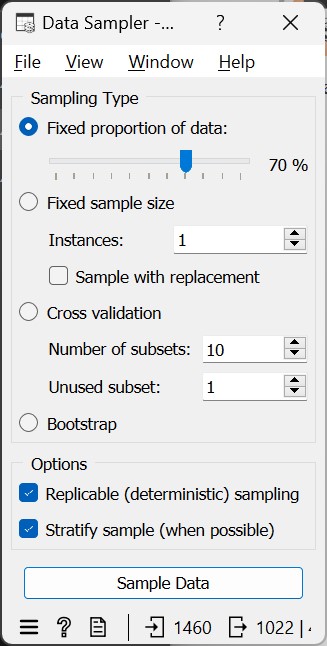 Data Sampler -... ?
File View Window Help
Sampling Type
Fixed proportion of data:
70 %
Fixed sample size
Instances: 1
Sample with replacement
Cross validation
Number of subsets: 10
Unused subset: 1
Bootstrap
Options
Replicable (deterministic) sampling
Stratify sample (when possible)
Sample Data
? 1460 1022 |